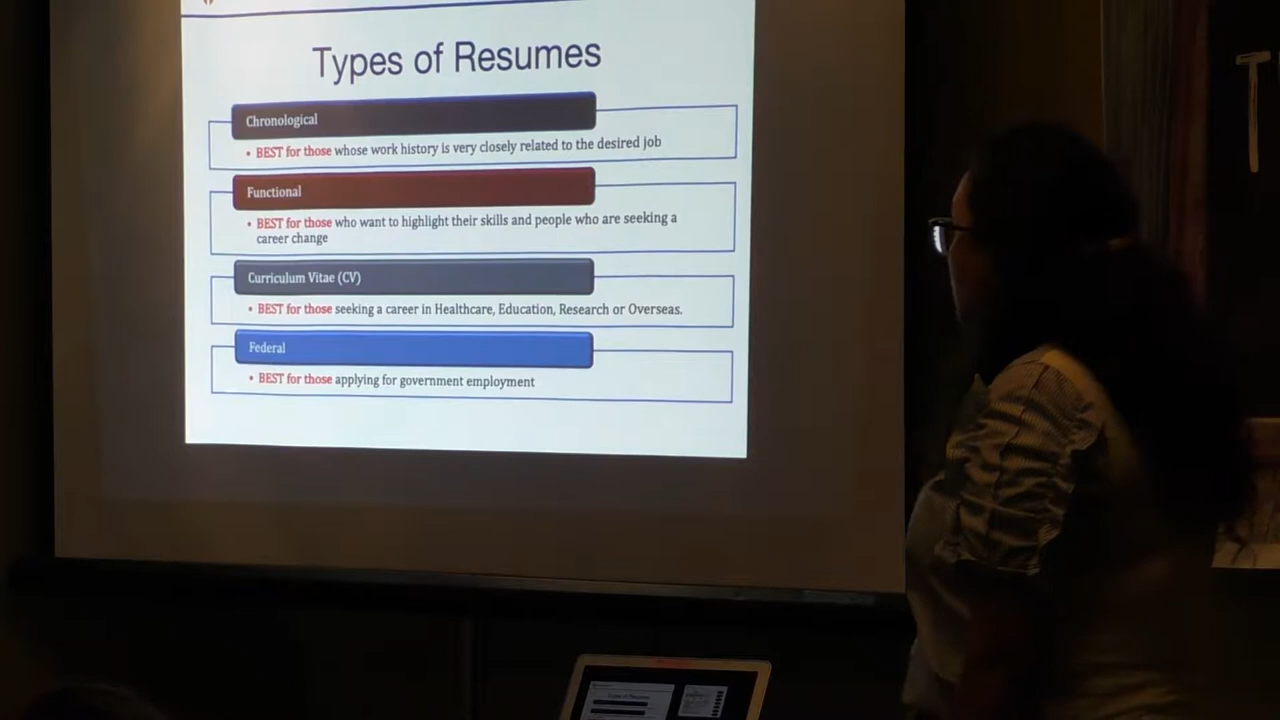 Types of Resumes
Chronological
• BEST for those whose work history is very closely related to the desired job
Functional
• BEST for those who want to highlight their skills and people who are seeking a
career change
Curriculum Vitae (CV)
• BEST for those seeking a career in Healthcare, Education, Research or Overseas.
Federal
• BEST for those applying for government employment
Types of Resumes